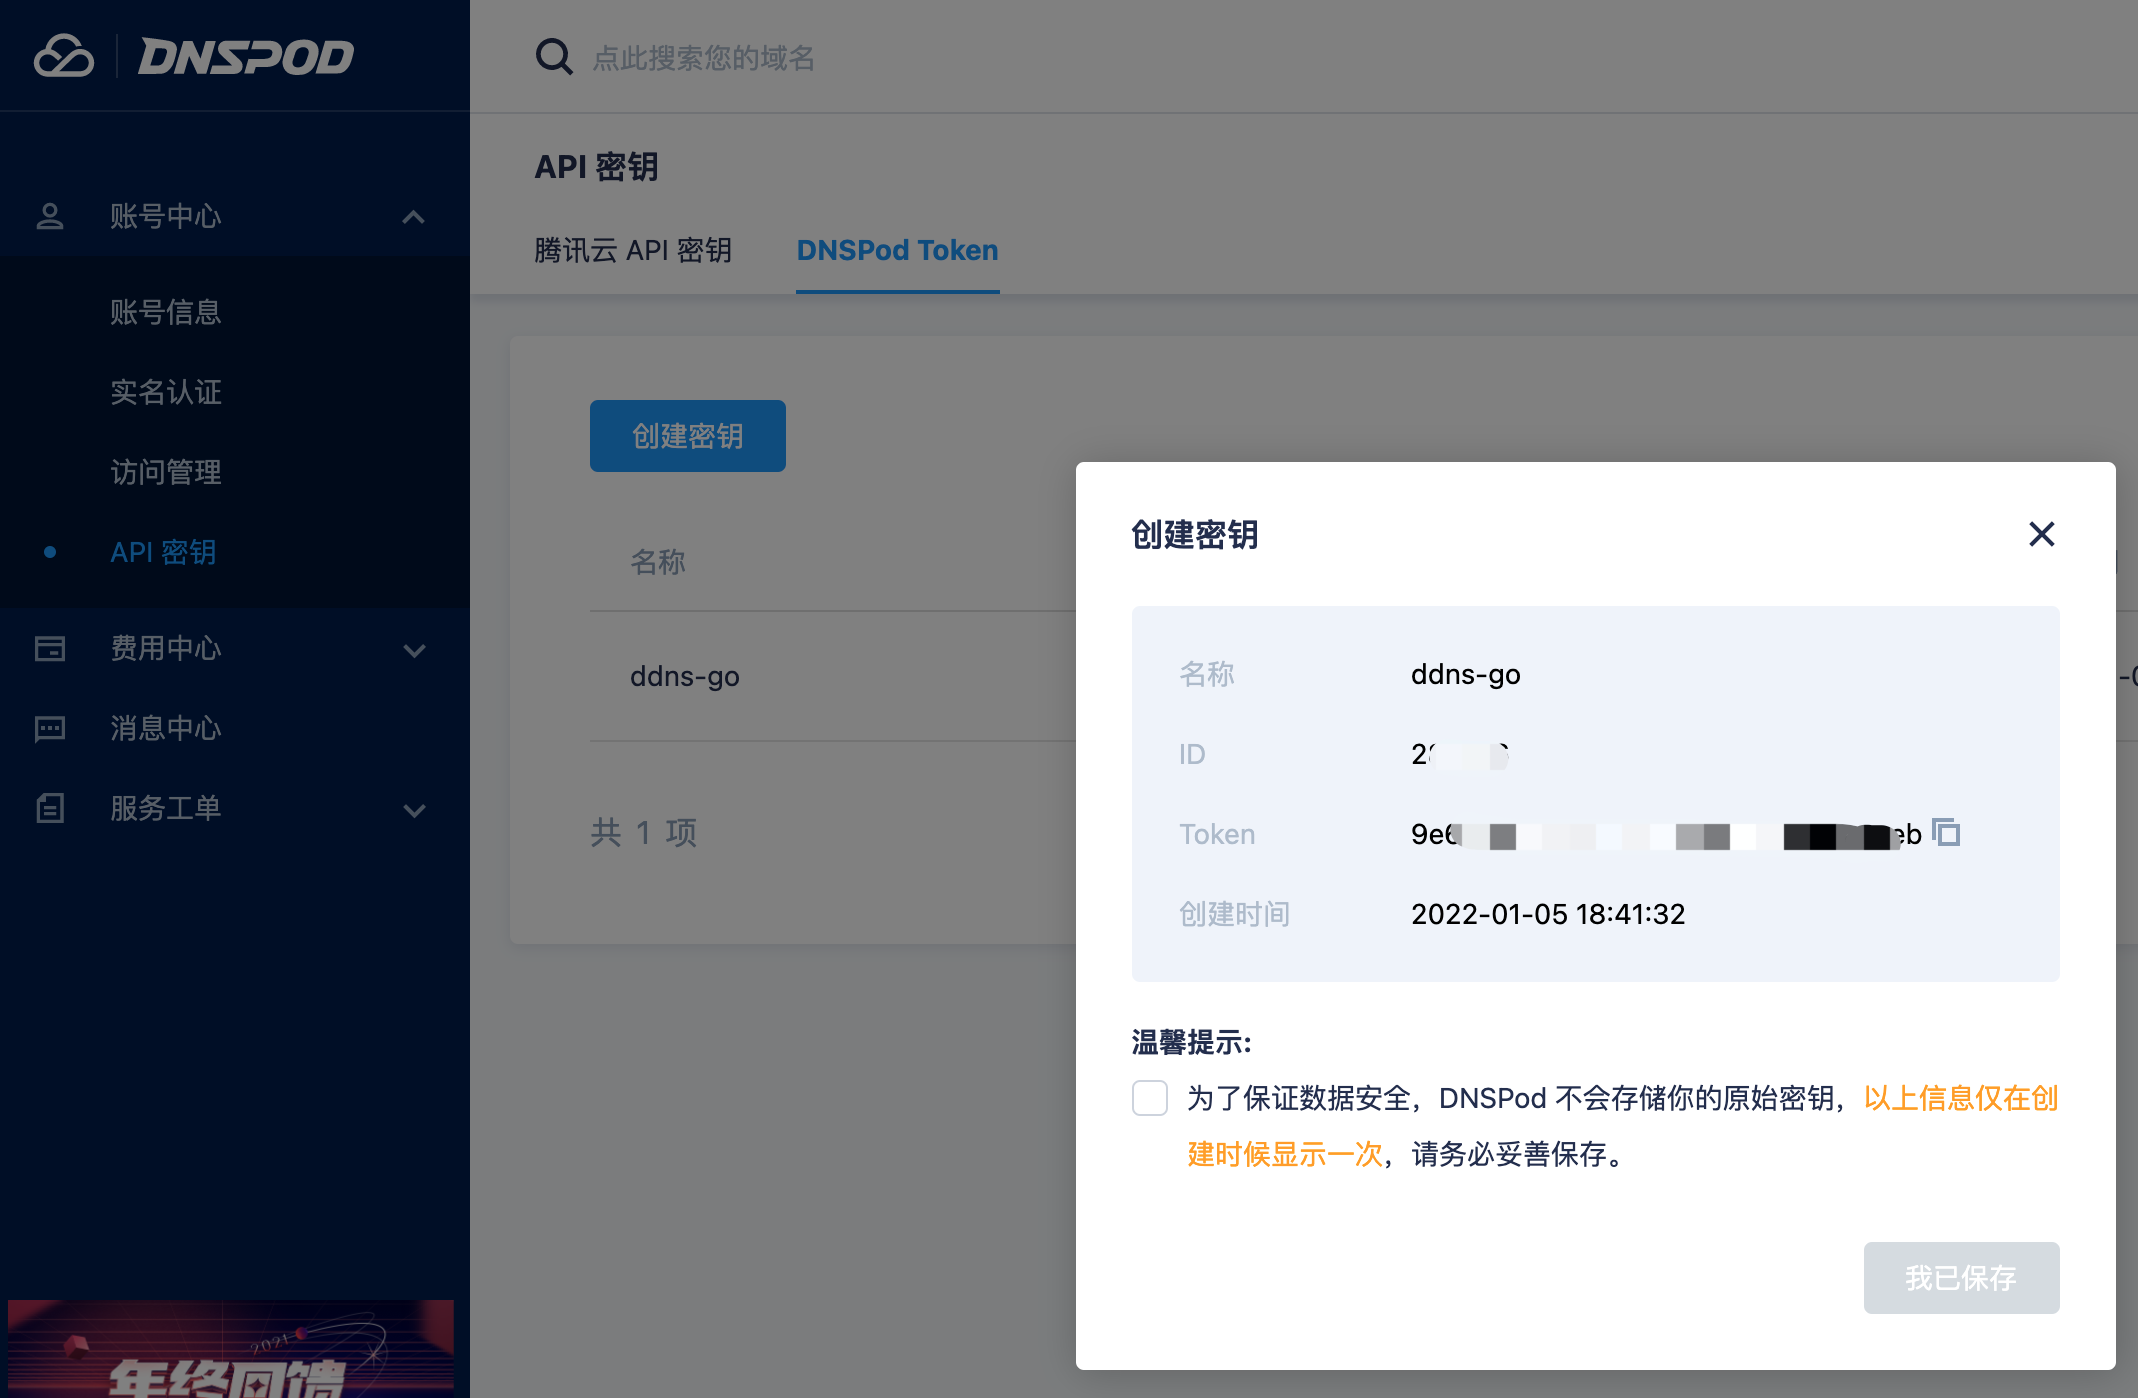 DNSPOD
点此搜索您的域名
API 密钥
腾讯云 API 密钥
DNSPod Token
账号中心
账号信息
实名认证
访问管理
API 密钥
费用中心
消息中心
服务工单
创建密钥
名称
ddns-go
共 1 项
创建密钥
名称
ddns-go
ID
Token
创建时间
2022-01-05 18:41:32
温馨提示:
为了保证数据安全，DNSPod 不会存储你的原始密钥，以上信息仅在创
建时候显示一次，请务必妥善保存。
我已保存
2021
年终回馈